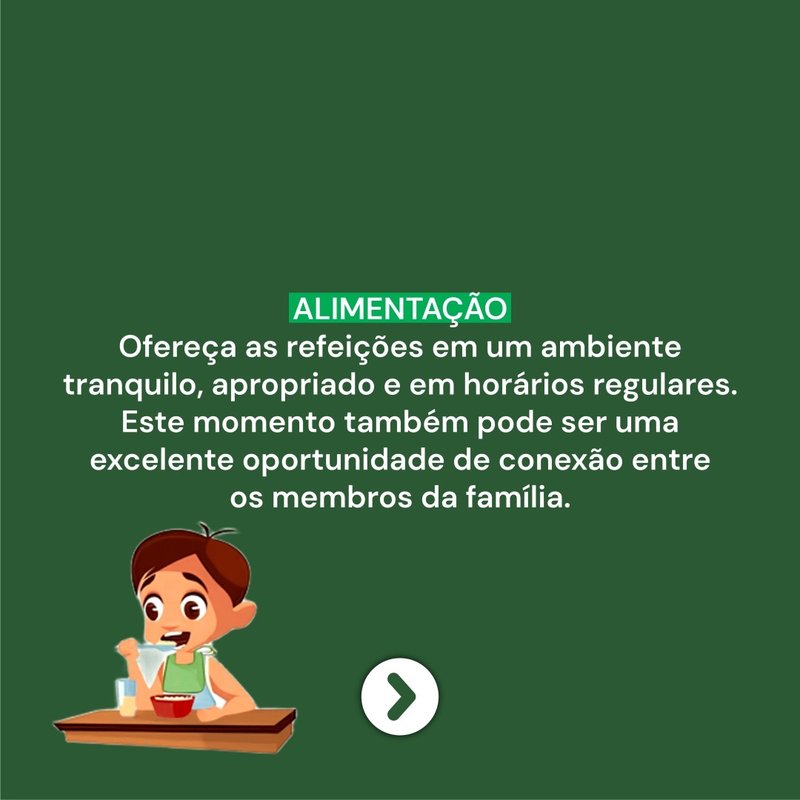 ALIMENTAÇÃO
Ofereça as refeições em um ambiente
tranquilo, apropriado e em horários regulares.
Este momento também pode ser uma
excelente oportunidade de conexão entre
os membros da família.